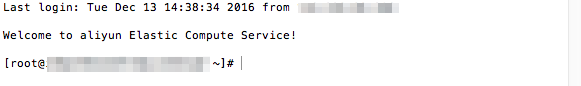 Last login: Tue Dec 13 14:38:34 2016 from
Welcome to aliyun Elastic Compute Service!
[root@ ~]#